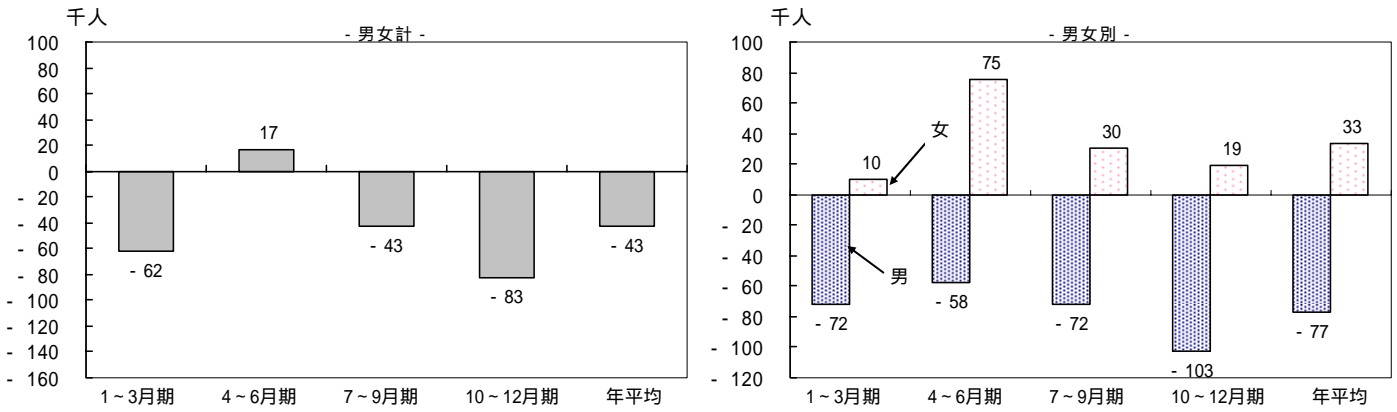 千人
- 男女計 -
100
80
60
40
20
0
- 20
- 40
- 60
- 80
- 100
- 120
- 140
- 160
17
- 62
- 43
- 83
- 43
1~3月期
4~6月期
7~9月期
10~12月期
年平均
千人
- 男女別 -
100
80
60
40
20
0
- 20
- 40
- 60
- 80
- 100
- 120
10
75
30
19
33
女
男
- 72
- 58
- 72
- 103
- 77
1~3月期
4~6月期
7~9月期
10~12月期
年平均